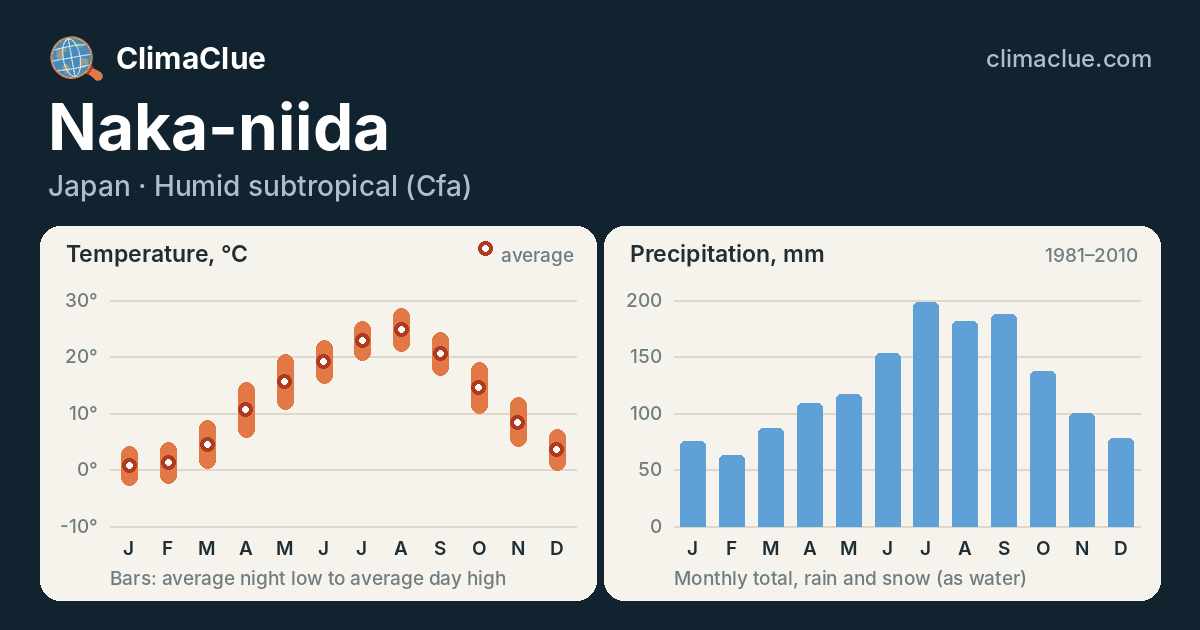 ClimaClue
climaclue.com
Naka-niida
Japan · Humid subtropical (Cfa)
Temperature, °C
average
30°
20°
10°
0°
-10°
J F M A M J J A S O N D
Bars: average night low to average day high
Precipitation, mm
1981–2010
200
150
100
50
0
J F M A M J J A S O N D
Monthly total, rain and snow (as water)